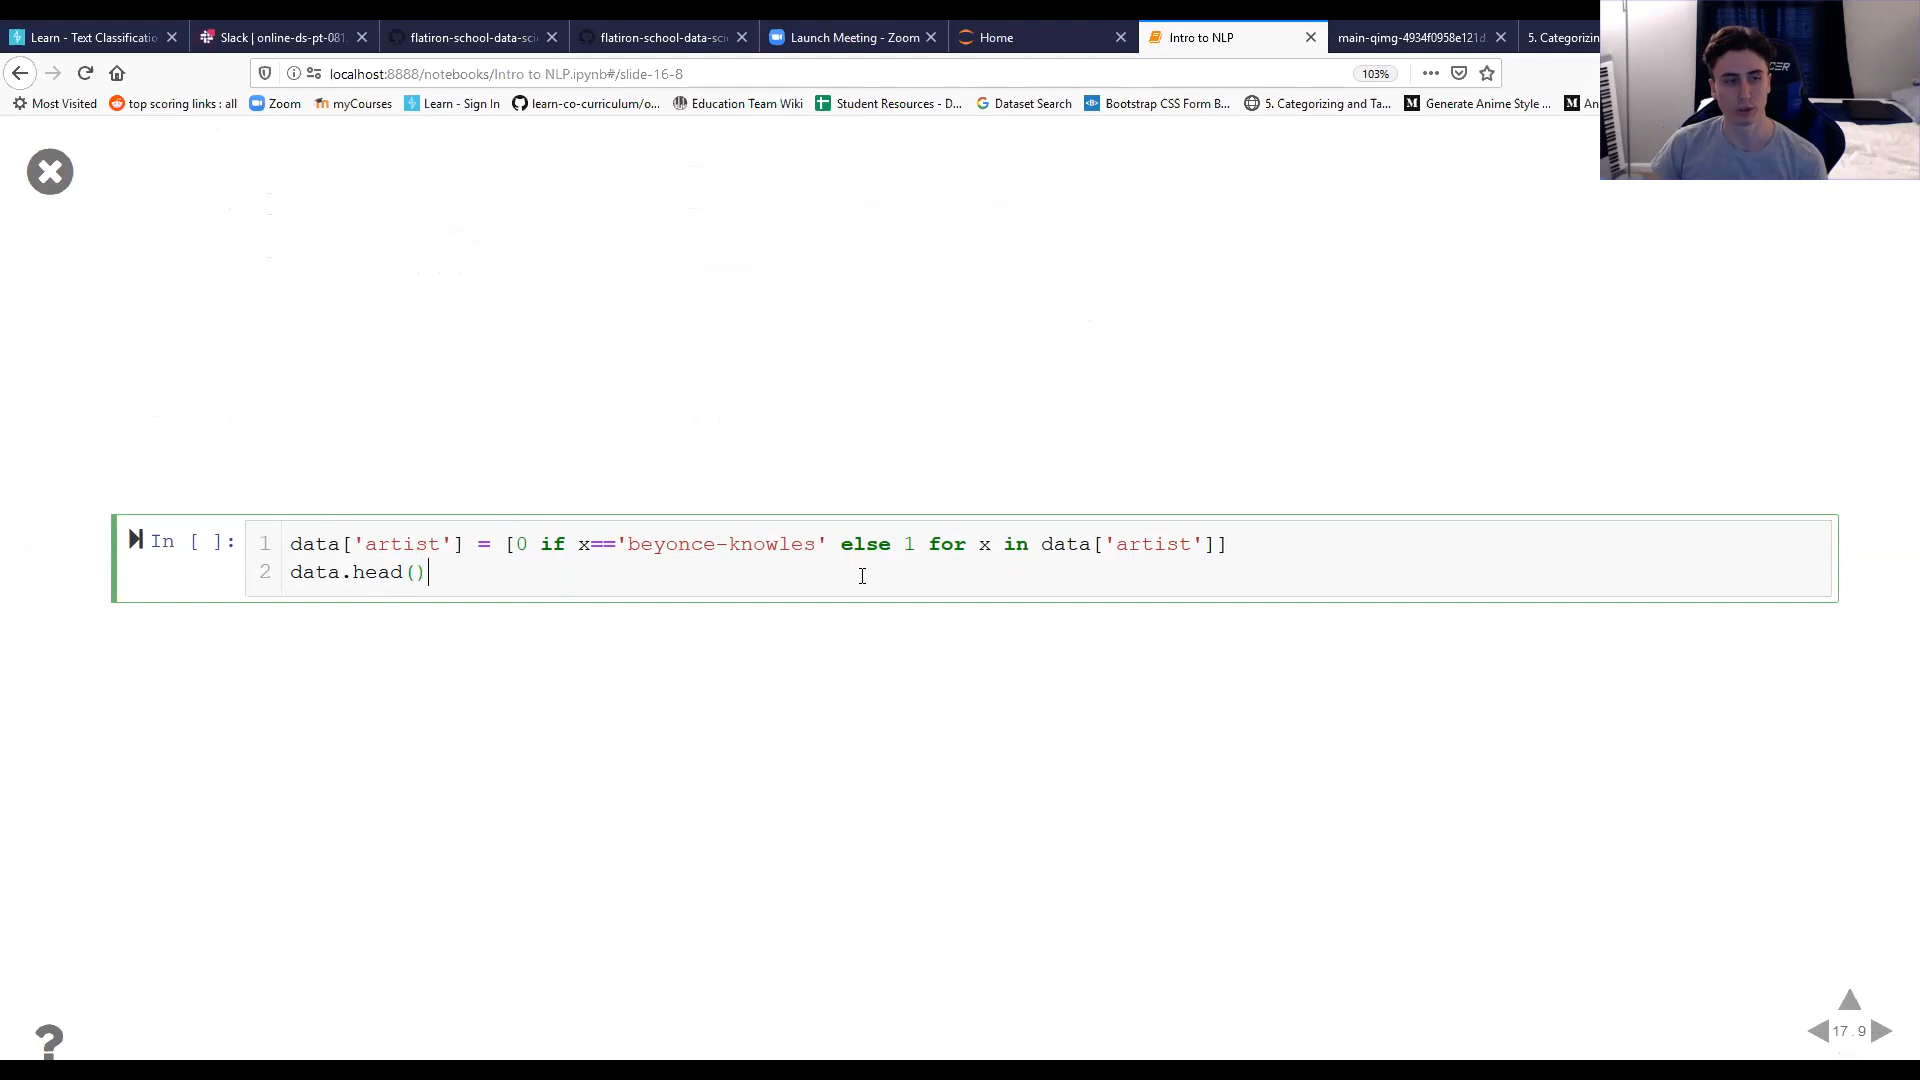 Learn - Text Classificatio
Slack | online-ds-pt-081
flatiron-school-data-sci
flatiron-school-data-sci
Launch Meeting - Zoom
Home
Intro to NLP
main-qimg-4934f0958e121d
5. Categorizin
localhost:8888/notebooks/Intro to NLP.ipynb#/slide-16-8
103%
Most Visited
top scoring links : all
Zoom
myCourses
Learn - Sign In
learn-co-curriculum/o...
Education Team Wiki
Student Resources - D...
Dataset Search
Bootstrap CSS Form B...
5. Categorizing and Ta...
Generate Anime Style ...
An
In [ ]:
1 data['artist'] = [0 if x=='beyonce-knowles' else 1 for x in data['artist']]
2 data.head()
?
17.9